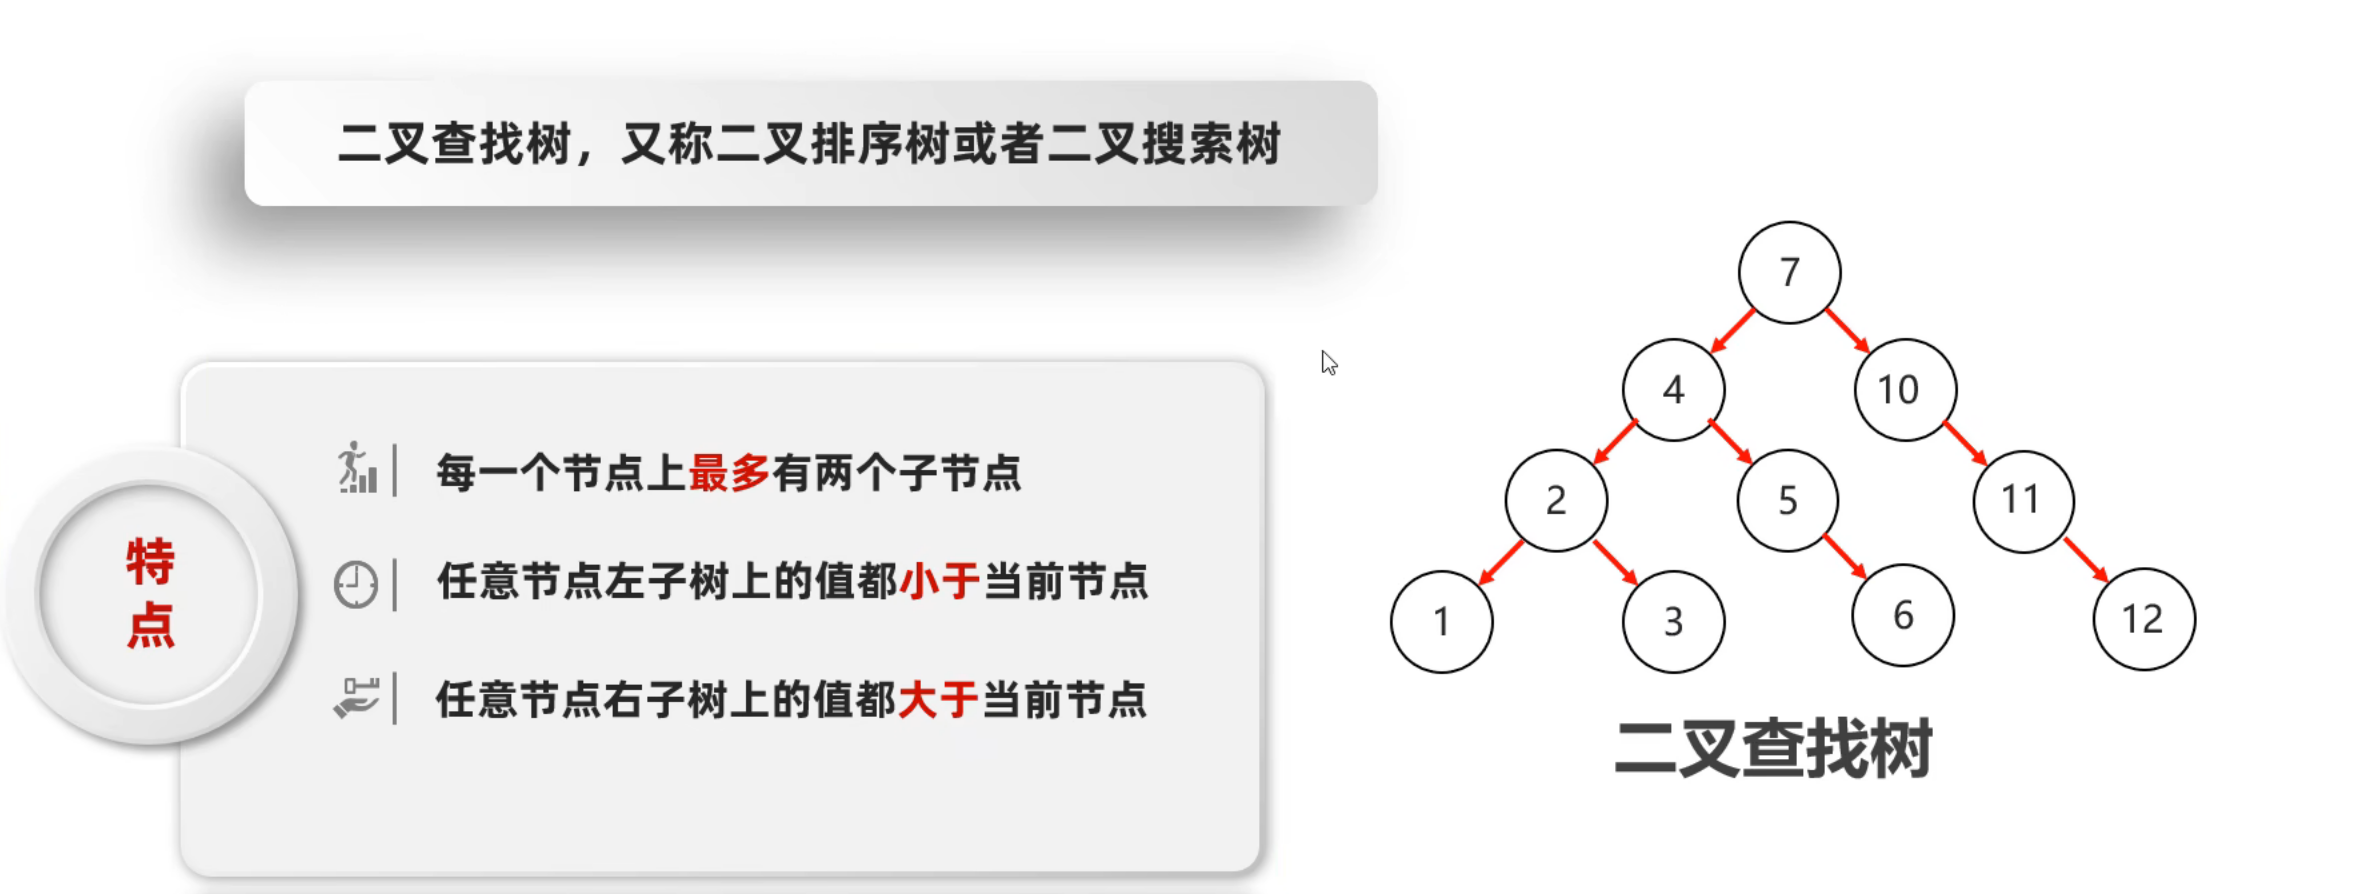 二叉查找树，又称二叉排序树或者二叉搜索树
特
点
每一个节点上最多有两个子节点
任意节点左子树上的值都小于当前节点
任意节点右子树上的值都大于当前节点
7
4
10
2
5
11
1
3
6
12
二叉查找树